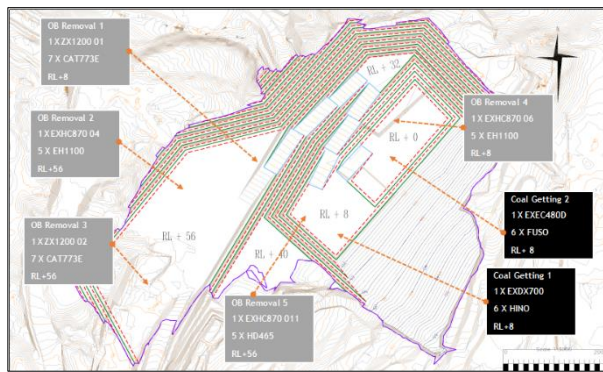 OB Removal 1
1 X ZX1200 01
7 X CAT773E
RL+8
OB Removal 2
1 X EXHC870 04
5 X EH1100
RL+56
OB Removal 3
1 X ZX1200 02
7 X CAT773E
RL+56
RL + 32
OB Removal 4
1 X EXHC870 06
5 X EH1100
RL+8
RL + 0
RL + 56
RL + 8
RL + 40
Coal Getting 2
1 X EXEC480D
6 X FUSO
RL+ 8
Coal Getting 1
1 X EXDX700
6 X HINO
RL+8
OB Removal 5
1 X EXHC870 011
5 X HD465
RL+56